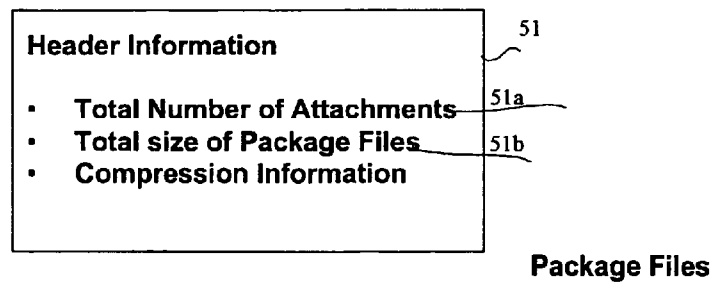 51
Header Information
• Total Number of Attachments 51a
• Total size of Package Files 51b
• Compression Information
Package Files